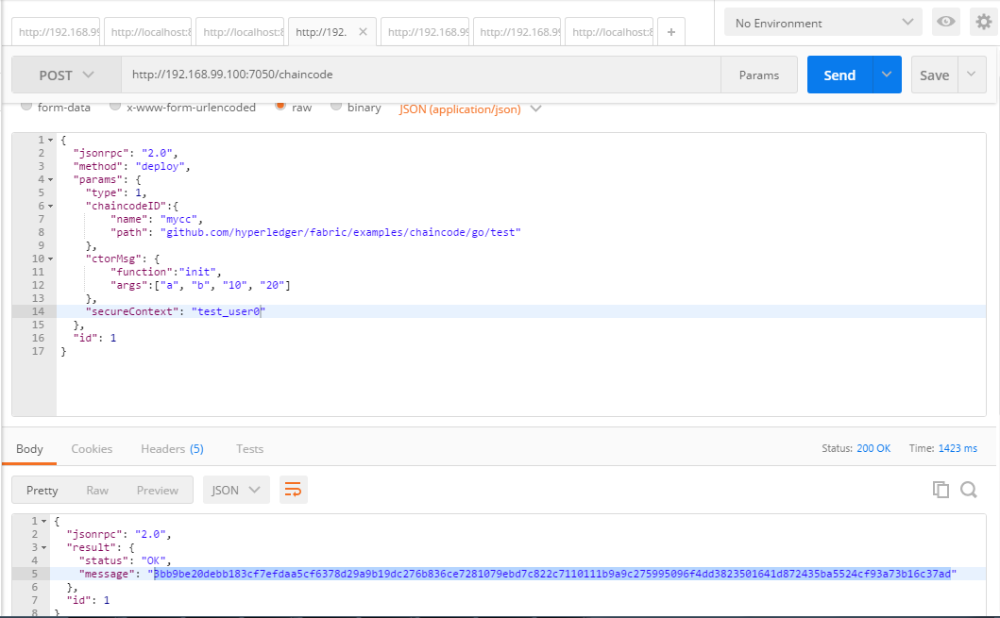 http://192.168.99 http://localhost:8 http://localhost:8 http://192. × http://192.168.99 http://192.168.99 http://localhost:8 + No Environment
POST http://192.168.99.100:7050/chaincode Params Send Save
form-data x-www-form-urlencoded raw binary JSON (application/json)
1 {
2 "jsonrpc": "2.0",
3 "method": "deploy",
4 "params": {
5 "type": 1,
6 "chaincodeID":{
7 "name": "mycc",
8 "path": "github.com/hyperledger/fabric/examples/chaincode/go/test"
9 },
10 "ctorMsg": {
11 "function":"init",
12 "args":["a", "b", "10", "20"]
13 },
14 "secureContext": "test_user0"
15 },
16 "id": 1
17 }
Body Cookies Headers (5) Tests Status: 200 OK Time: 1423 ms
Pretty Raw Preview JSON
1 {
2 "jsonrpc": "2.0",
3 "result": {
4 "status": "OK",
5 "message": "3bb9be20debb183cf7efdaa5cf6378d29a9b19dc276b836ce7281079ebd7c822c7110111b9a9c275995096f4dd3823501641d872435ba5524cf93a73b16c37ad"
6 },
7 "id": 1
8 }